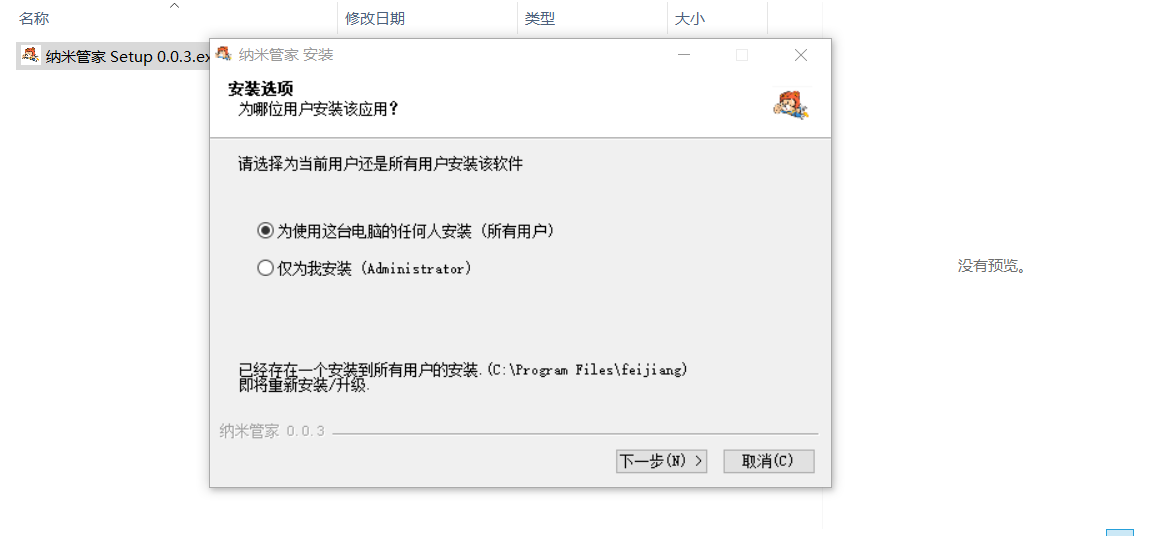 名称 修改日期 类型 大小
纳米管家 Setup 0.0.3.ex
纳米管家 安装
安装选项
为哪位用户安装该应用？
请选择为当前用户还是所有用户安装该软件
为使用这台电脑的任何人安装（所有用户）
仅为我安装（Administrator）
没有预览。
已经存在一个安装到所有用户的安装.(C:\Program Files\feijiang)
即将重新安装/升级.
纳米管家 0.0.3
下一步(N) >
取消(C)